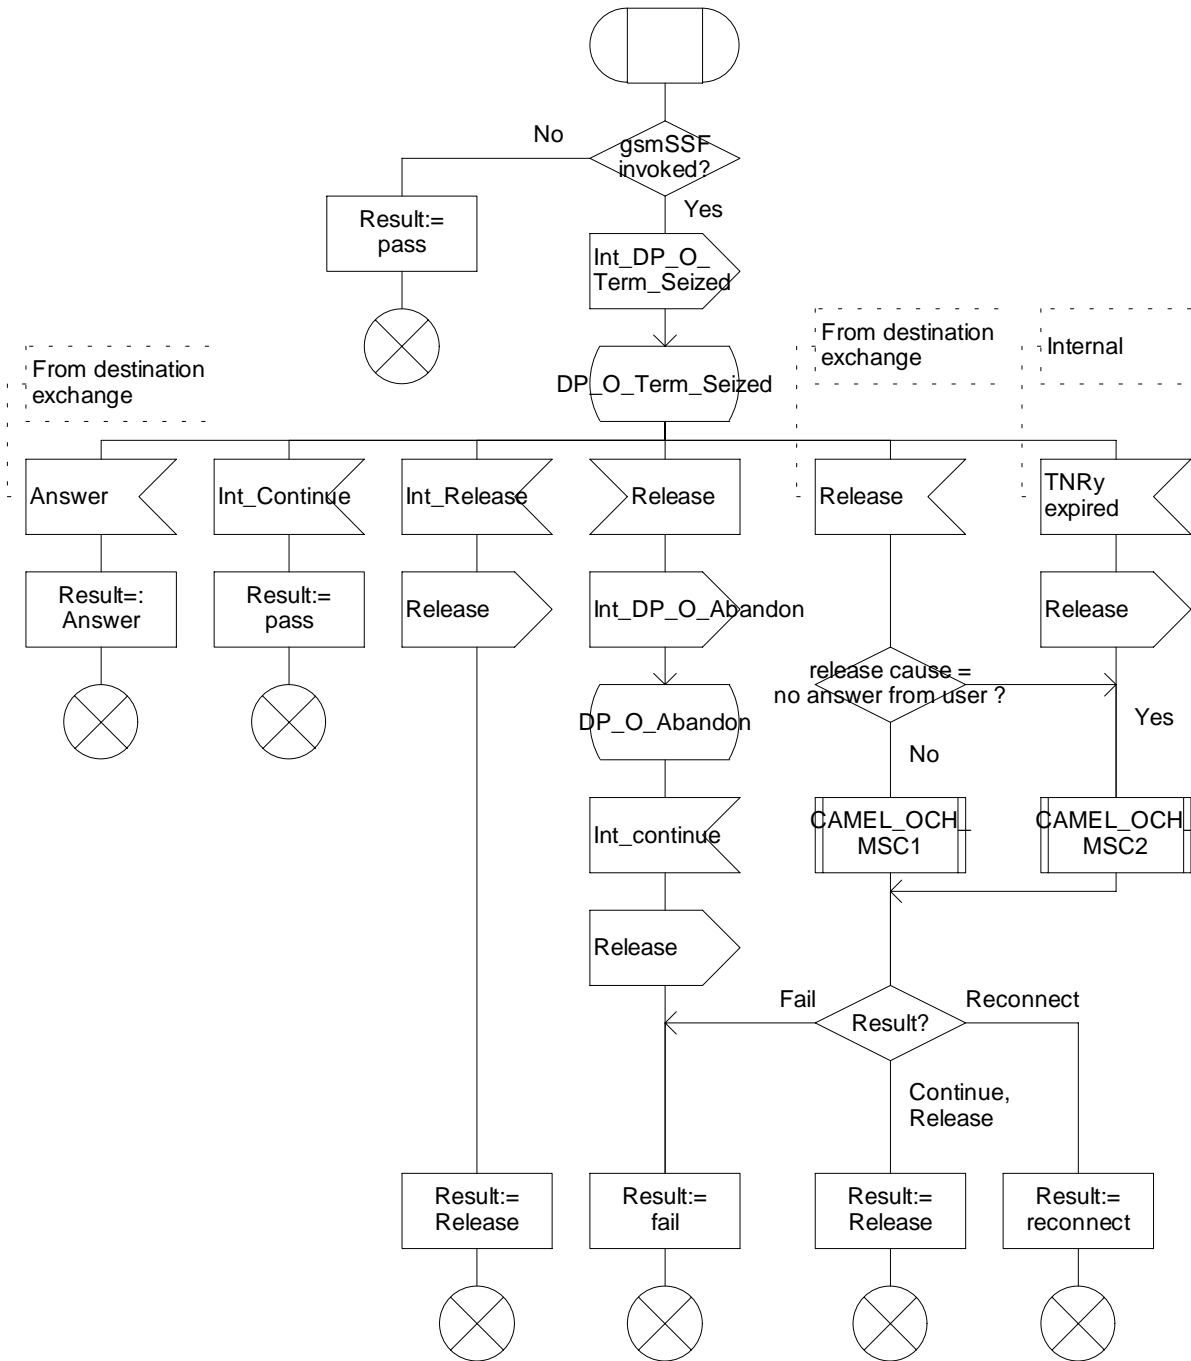 gsmSSF
invoked?
No
Yes
Result:=
pass
Int_DP_O_
Term_Seized
From destination
exchange
Internal
From destination
exchange
DP_O_Term_Seized
Answer
Int_Continue
Int_Release
Release
Release
TNRy
expired
Result=:
Answer
Result:=
pass
Release
Int_DP_O_Abandon
Release
release cause =
no answer from user ?
DP_O_Abandon
Yes
No
Int_continue
CAMEL_OCH_
MSC1
CAMEL_OCH_
MSC2
Release
Fail
Reconnect
Result?
Continue,
Release
Result:=
Release
Result:=
fail
Result:=
Release
Result:=
reconnect